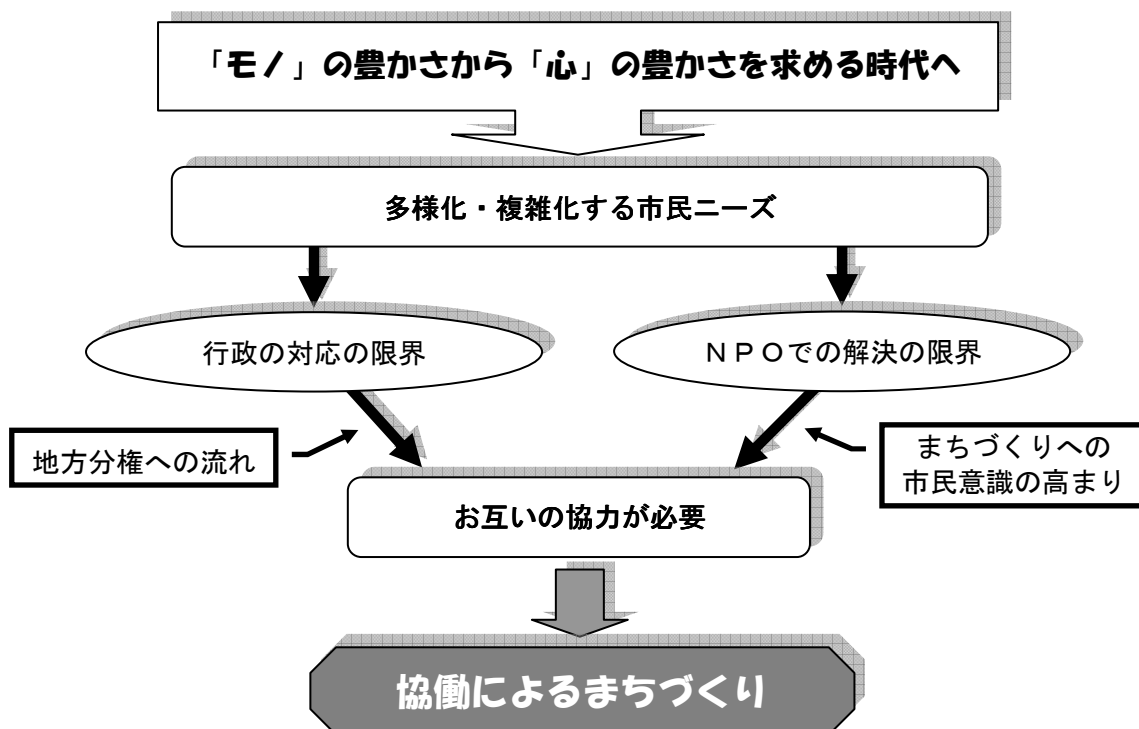 「モノ」の豊かさから「心」の豊かさを求める時代へ
多様化・複雑化する市民ニーズ
行政の対応の限界
ＮＰＯでの解決の限界
地方分権への流れ
まちづくりへの
市民意識の高まり
お互いの協力が必要
協働によるまちづくり